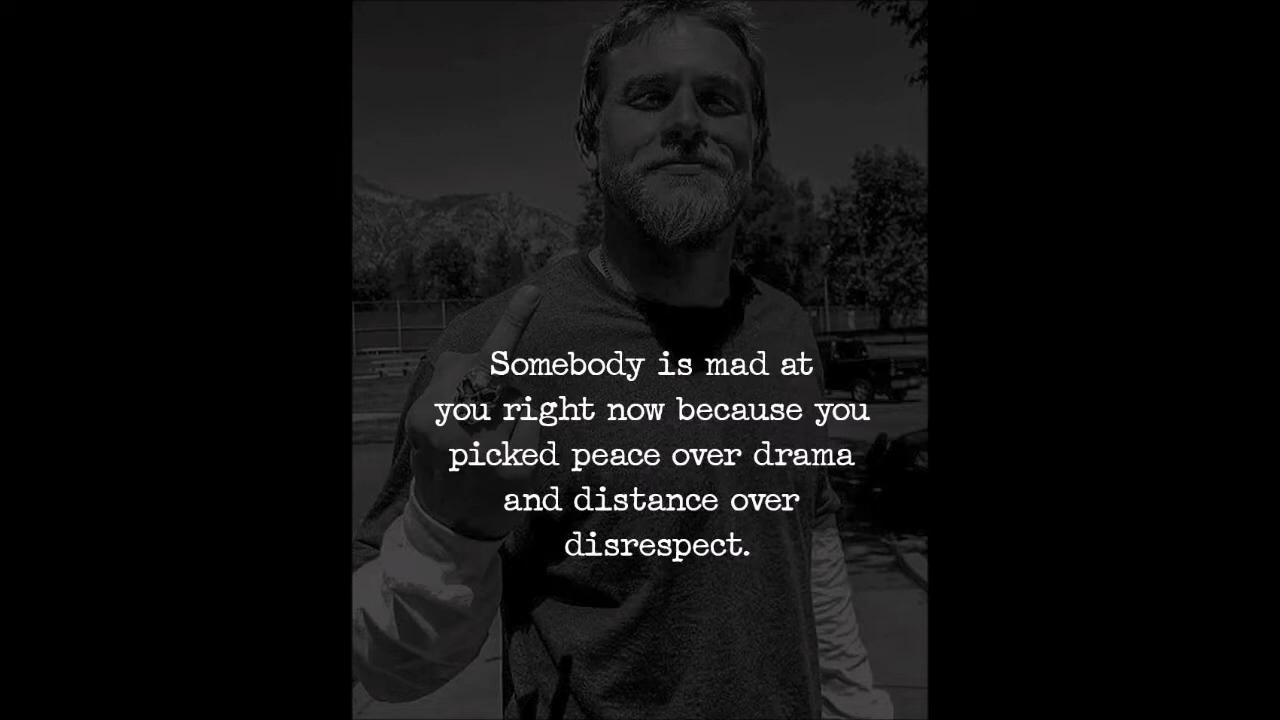 Somebody is mad at
you right now because you
picked peace over drama
and distance over
disrespect.